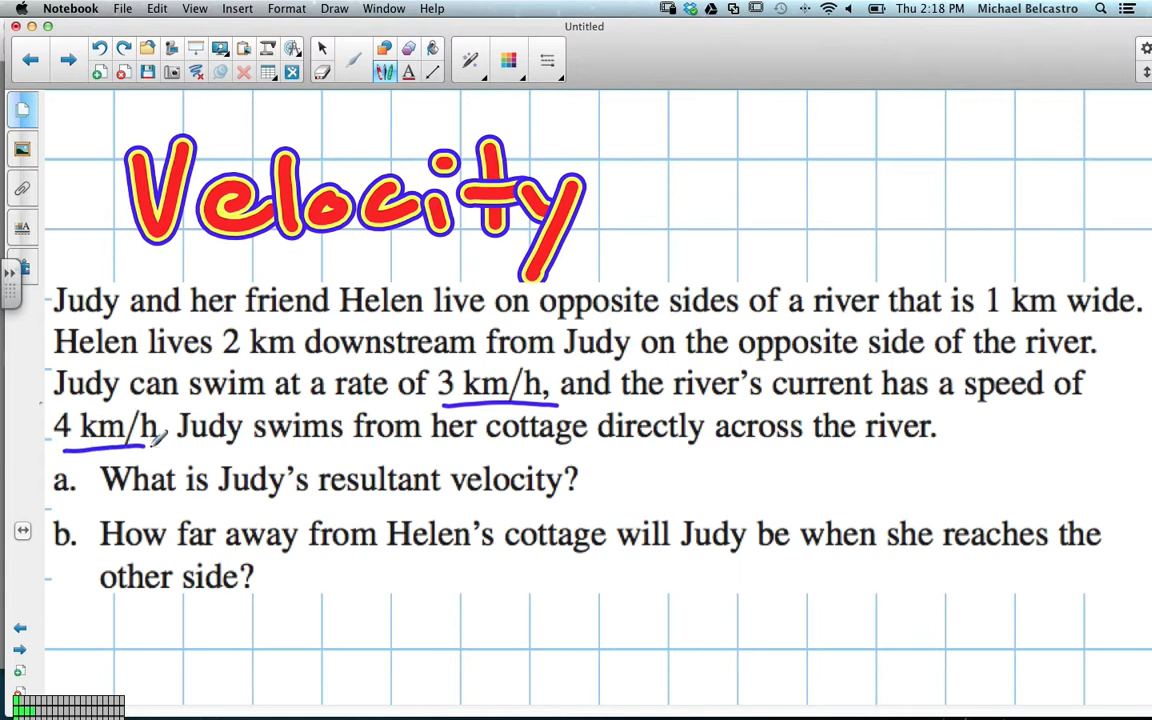 Notebook File Edit View Insert Format Draw Window Help Thu 2:18 PM Michael Belcastro
Untitled
Velocity
Judy and her friend Helen live on opposite sides of a river that is 1 km wide.
Helen lives 2 km downstream from Judy on the opposite side of the river.
Judy can swim at a rate of 3 km/h, and the river's current has a speed of
4 km/h. Judy swims from her cottage directly across the river.
a. What is Judy's resultant velocity?
b. How far away from Helen's cottage will Judy be when she reaches the
other side?